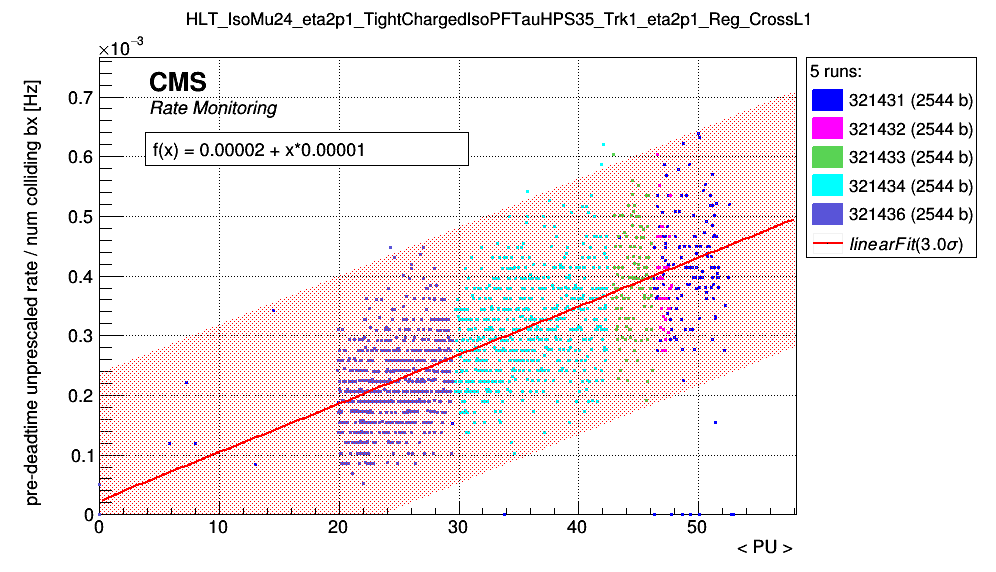 HLT_IsoMu24_eta2p1_TightChargedIsoPFTauHPS35_Trk1_eta2p1_Reg_CrossL1
×10⁻³
CMS
Rate Monitoring
f(x) = 0.00002 + x*0.00001
pre-deadtime unprescaled rate / num colliding bx [Hz]
0.7
0.6
0.5
0.4
0.3
0.2
0.1
0
0 10 20 30 40 50
< PU >
5 runs:
321431 (2544 b)
321432 (2544 b)
321433 (2544 b)
321434 (2544 b)
321436 (2544 b)
linearFit(3.0σ)